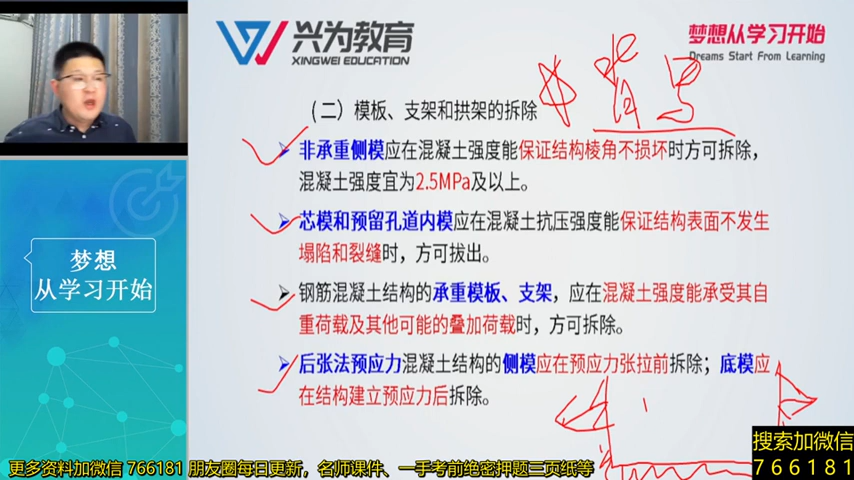 兴为教育
XINGWEI EDUCATION
梦想从学习开始
Dreams Start From Learning
（二）模板、支架和拱架的拆除
非承重侧模应在混凝土强度能保证结构棱角不损坏时方可拆除，
混凝土强度宜为2.5MPa及以上。
芯模和预留孔道内模应在混凝土抗压强度能保证结构表面不发生
塌陷和裂缝时，方可拔出。
钢筋混凝土结构的承重模板、支架，应在混凝土强度能承受其自
重荷载及其他可能的叠加荷载时，方可拆除。
后张法预应力混凝土结构的侧模应在预应力张拉前拆除；底模应
在结构建立预应力后拆除。
梦想
从学习开始
搜索加微信
766181
更多资料加微信 766181 朋友圈每日更新，名师课件、一手考前绝密押题三页纸等